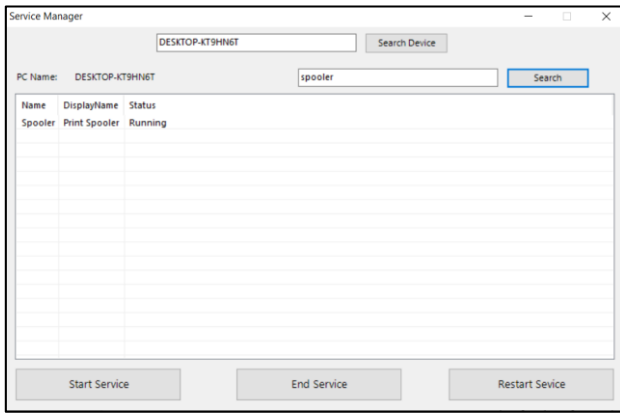 Service Manager
DESKTOP-KT9HN6T Search Device
PC Name: DESKTOP-KT9HN6T spooler Search
Name DisplayName Status
Spooler Print Spooler Running
Start Service End Service Restart Sevice